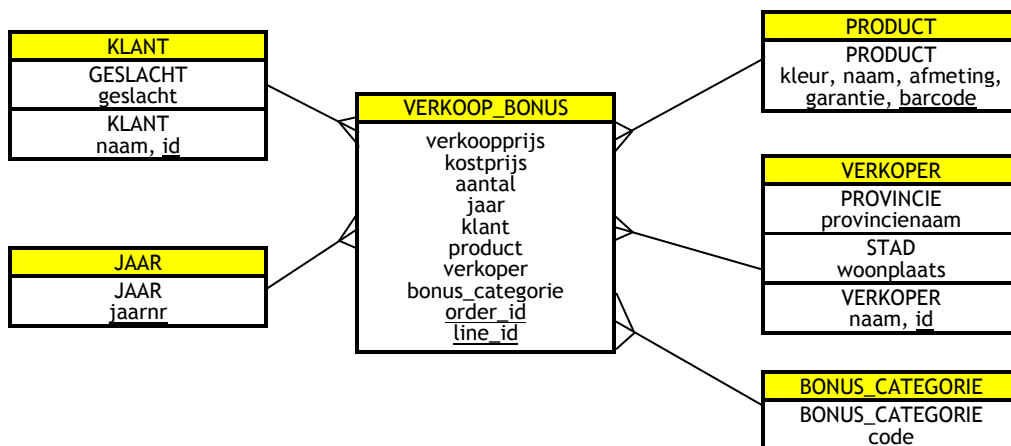 KLANT
GESLACHT
geslacht
KLANT
naam, id
JAAR
JAAR
jaarnr
VERKOOP_BONUS
verkoopprijs
kostprijs
aantal
jaar
klant
product
verkoper
bonus_categorie
order_id
line_id
PRODUCT
PRODUCT
kleur, naam, afmeting,
garantie, barcode
VERKOPER
PROVINCIE
provincienaam
STAD
woonplaats
VERKOPER
naam, id
BONUS_CATEGORIE
BONUS_CATEGORIE
code